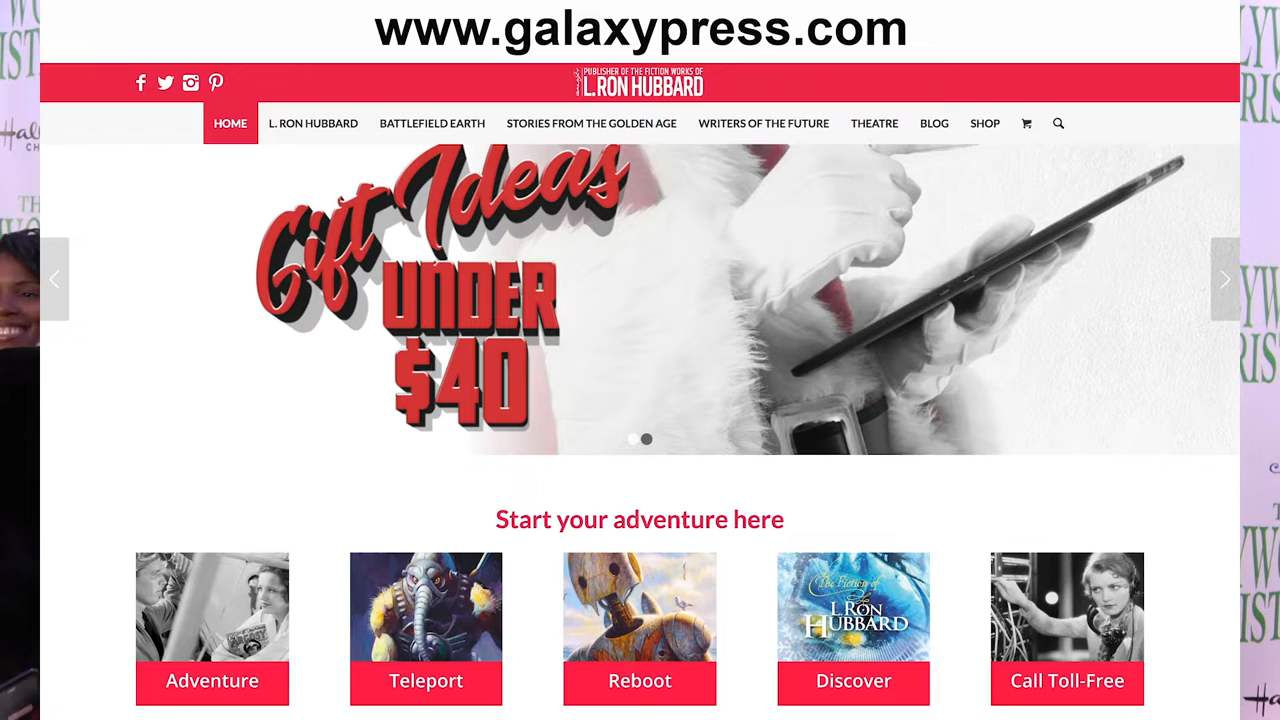 www.galaxypress.com
PUBLISHER OF THE FICTION WORKS OF
L. RON HUBBARD
HOME
L. RON HUBBARD
BATTLEFIELD EARTH
STORIES FROM THE GOLDEN AGE
WRITERS OF THE FUTURE
THEATRE
BLOG
SHOP
Gift Ideas
UNDER
$40
Start your adventure here
The Fiction of
L. RON
HUBBARD
Adventure
Teleport
Reboot
Discover
Call Toll-Free